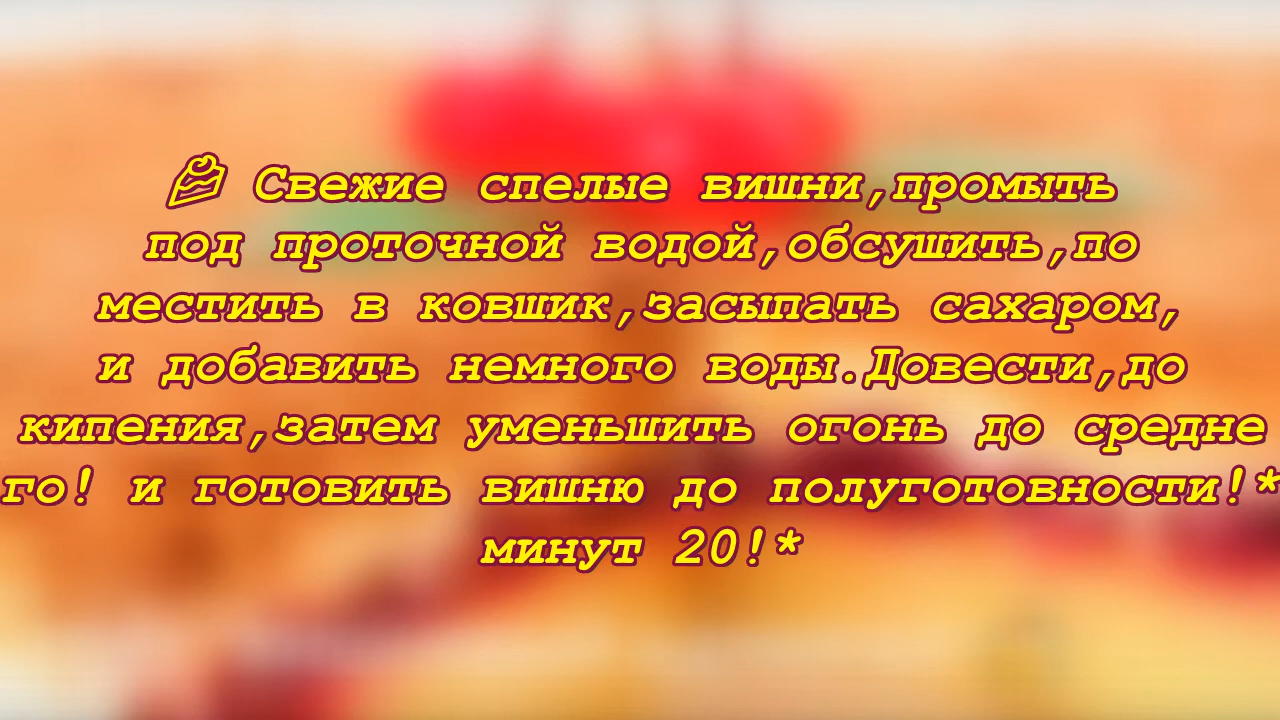 🍰 Свежие спелые вишни,промыть
под проточной водой,обсушить,по
местить в ковшик,засыпать сахаром,
и добавить немного воды.Довести,до
кипения,затем уменьшить огонь до средне
го! и готовить вишню до полуготовности!*
минут 20!*